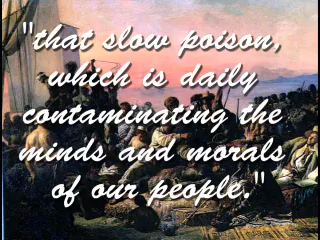 "that slow poison,
which is daily
contaminating the
minds and morals
of our people."